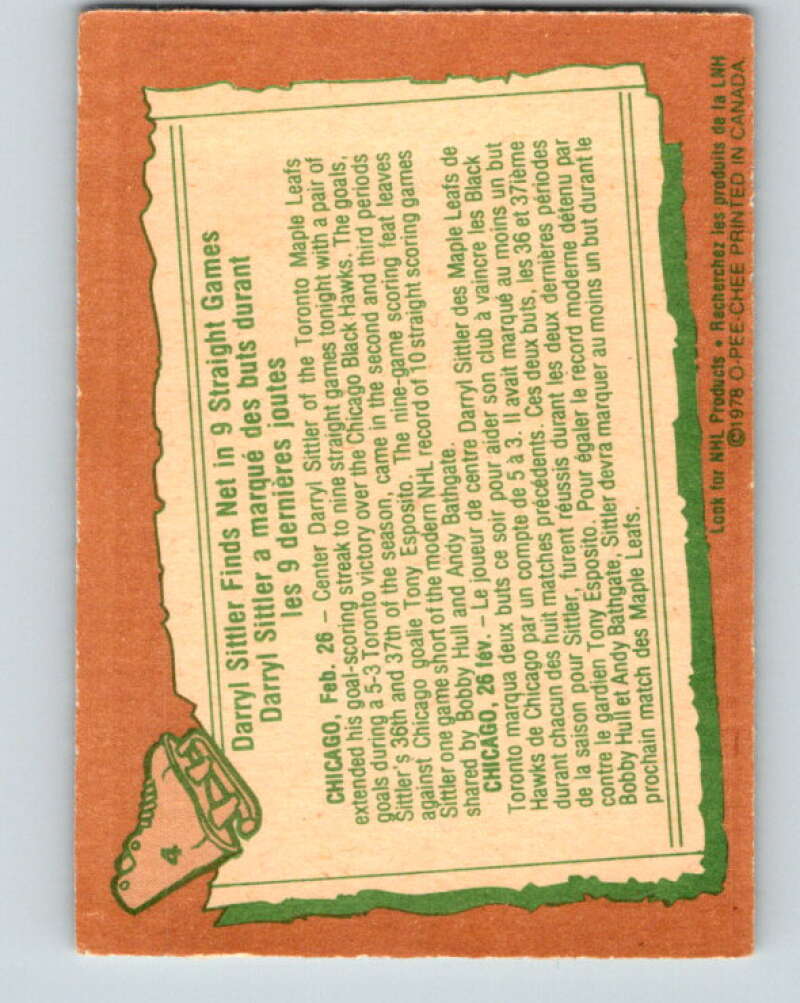 4
Darryl Sittler Finds Net in 9 Straight Games
Darryl Sittler a marqué des buts durant
les 9 dernières joutes
CHICAGO, Feb. 26 – Center Darryl Sittler of the Toronto Maple Leafs
extended his goal-scoring streak to nine straight games tonight with a pair of
goals during a 5-3 Toronto victory over the Chicago Black Hawks. The goals,
Sittler's 36th and 37th of the season, came in the second and third periods
against Chicago goalie Tony Esposito. The nine-game scoring feat leaves
Sittler one game short of the modern NHL record of 10 straight scoring games
shared by Bobby Hull and Andy Bathgate.
CHICAGO, 26 fév. – Le joueur de centre Darryl Sittler des Maple Leafs de
Toronto marqua deux buts ce soir pour aider son club à vaincre les Black
Hawks de Chicago par un compte de 5 à 3. Il avait marqué au moins un but
durant chacun des huit matches précédents. Ces deux buts, les 36 et 37ième
de la saison pour Sittler, furent réussis durant les deux dernières périodes
contre le gardien Tony Esposito. Pour égaler le record moderne détenu par
Bobby Hull et Andy Bathgate, Sittler devra marquer au moins un but durant le
prochain match des Maple Leafs.
Look for NHL Products • Recherchez les produits de la LNH
©1978 O-PEE-CHEE PRINTED IN CANADA